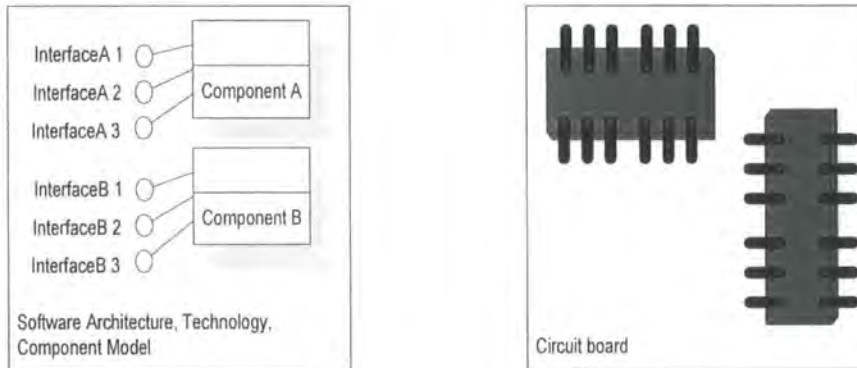 InterfaceA 1
InterfaceA 2
Component A
InterfaceA 3
InterfaceB 1
InterfaceB 2
Component B
InterfaceB 3
Software Architecture, Technology,
Component Model
Circuit board